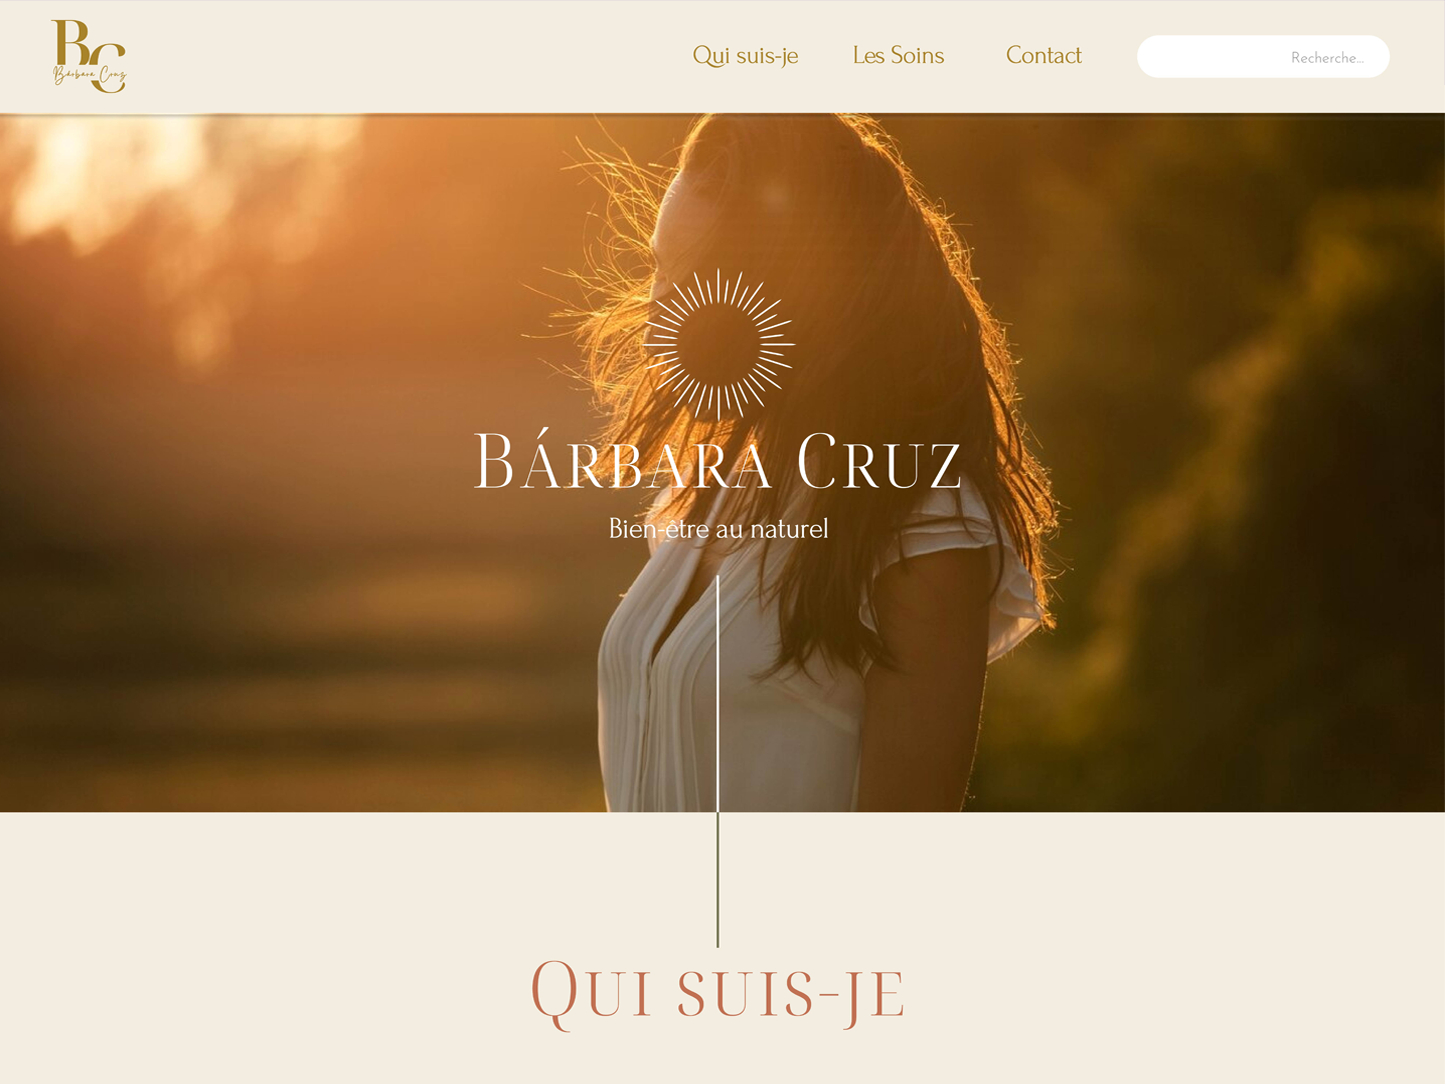 BC
Bárbara Cruz
Qui suis-je
Les Soins
Contact
Recherche...
BÁRBARA CRUZ
Bien-être au naturel
QUI SUIS-JE